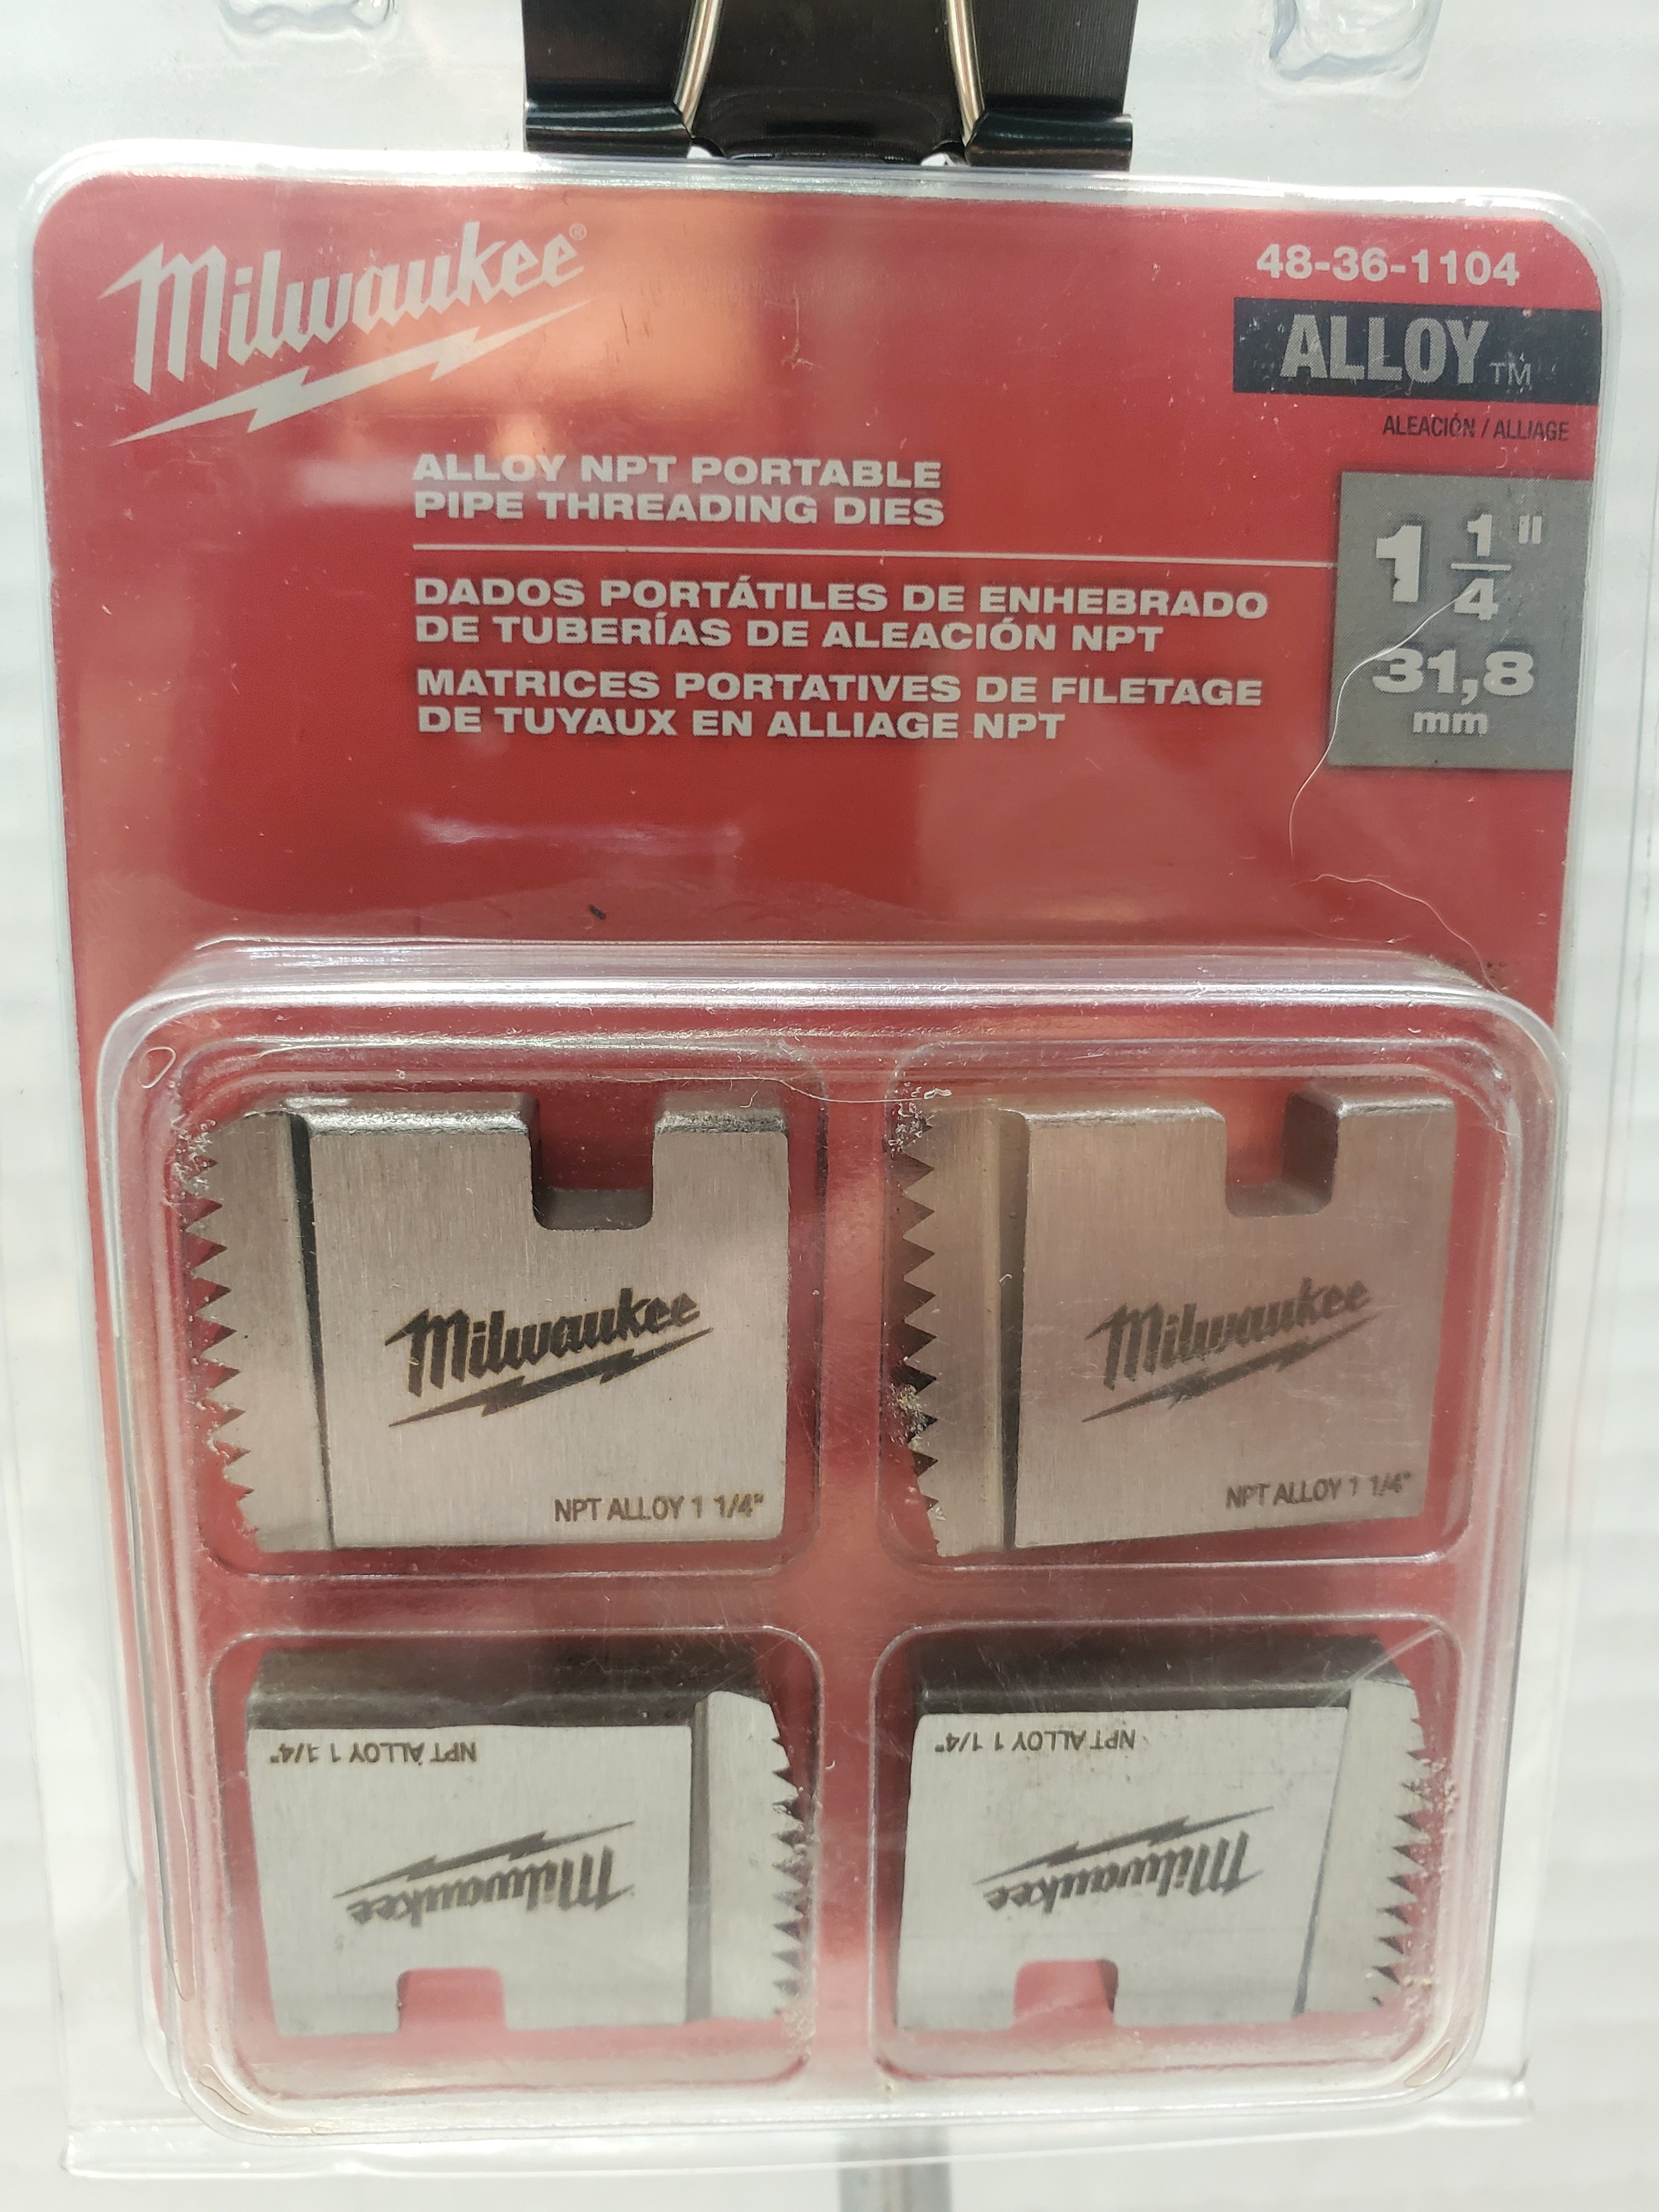 Milwaukee®
48-36-1104
ALLOY™
ALEACIÓN / ALLIAGE
ALLOY NPT PORTABLE
PIPE THREADING DIES
1 1/4"
31,8
mm
DADOS PORTÁTILES DE ENHEBRADO
DE TUBERÍAS DE ALEACIÓN NPT
MATRICES PORTATIVES DE FILETAGE
DE TUYAUX EN ALLIAGE NPT
Milwaukee
NPT ALLOY 1 1/4"
Milwaukee
NPT ALLOY 1 1/4"
NPT ALLOY 1 1/4"
Milwaukee
NPT ALLOY 1 1/4"
Milwaukee